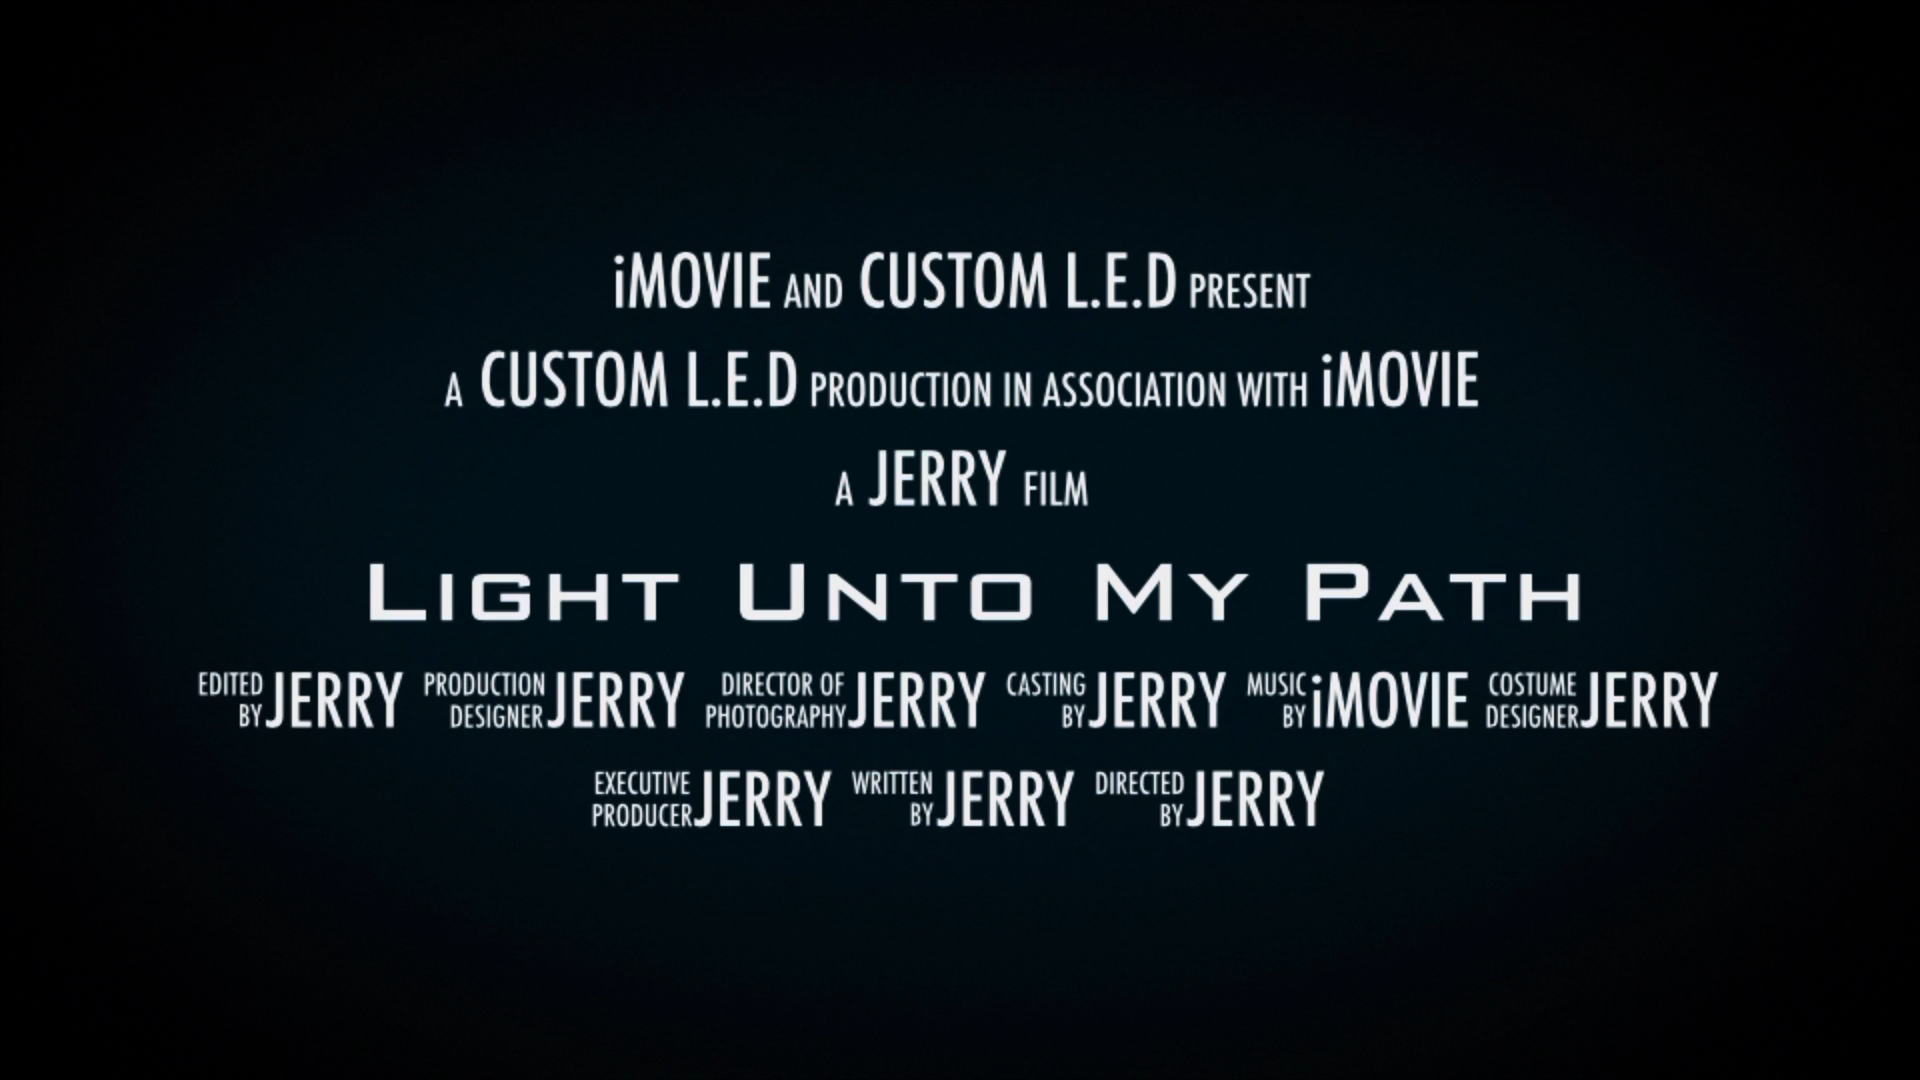 iMOVIE AND CUSTOM L.E.D PRESENT
A CUSTOM L.E.D PRODUCTION IN ASSOCIATION WITH iMOVIE
A JERRY FILM
LIGHT UNTO MY PATH
EDITED BY JERRY PRODUCTION DESIGNER JERRY DIRECTOR OF PHOTOGRAPHY JERRY CASTING BY JERRY MUSIC BY iMOVIE COSTUME DESIGNER JERRY
EXECUTIVE PRODUCER JERRY WRITTEN BY JERRY DIRECTED BY JERRY